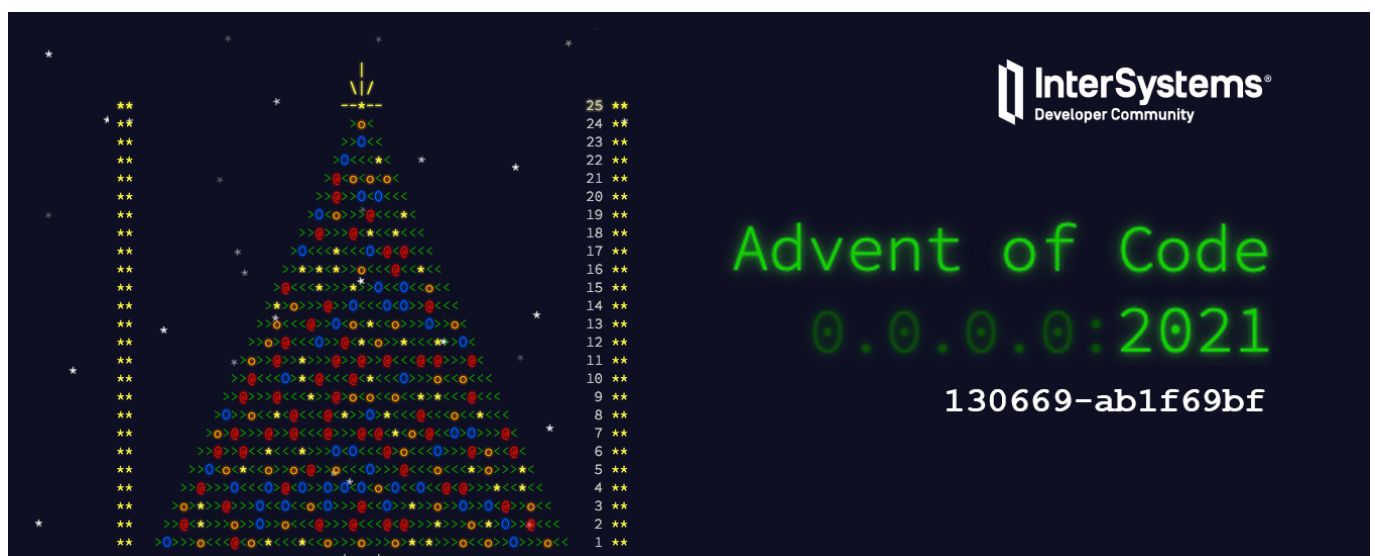 InterSystems®
Developer Community
Advent of Code
0.0.0.0:2021
130669-ab1f69bf
** 25 **
** 24 **
** 23 **
** 22 **
** 21 **
** 20 **
** 19 **
** 18 **
** 17 **
** 16 **
** 15 **
** 14 **
** 13 **
** 12 **
** 11 **
** 10 **
** 9 **
** 8 **
** 7 **
** 6 **
** 5 **
** 4 **
** 3 **
** 2 **
** 1 **